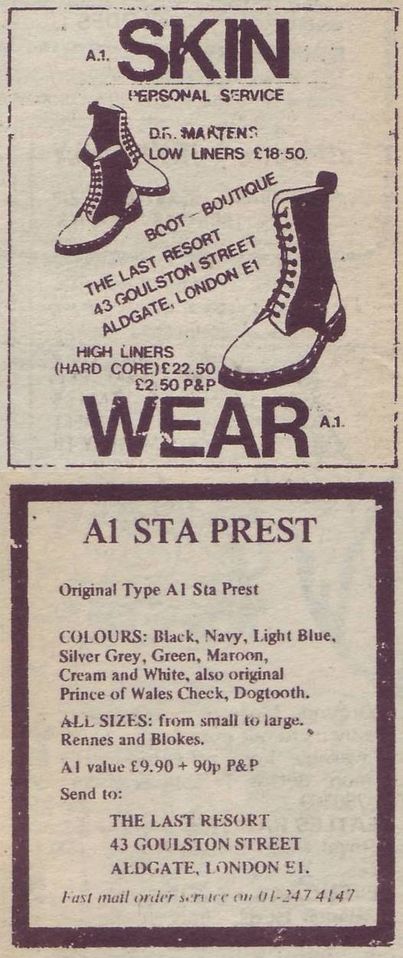 A.1. SKIN
PERSONAL SERVICE
DR. MARTENS
LOW LINERS £18-50.
BOOT - BOUTIQUE
THE LAST RESORT
43 GOULSTON STREET
ALDGATE, LONDON E1
HIGH LINERS
(HARD CORE) £22.50
£2.50 P&P
WEAR A.1.
A1 STA PREST
Original Type A1 Sta Prest
COLOURS: Black, Navy, Light Blue,
Silver Grey, Green, Maroon,
Cream and White, also original
Prince of Wales Check, Dogtooth.
ALL SIZES: from small to large.
Rennes and Blokes.
A1 value £9.90 + 90p P&P
Send to:
THE LAST RESORT
43 GOULSTON STREET
ALDGATE, LONDON E1.
Fast mail order service on 01-247 4147